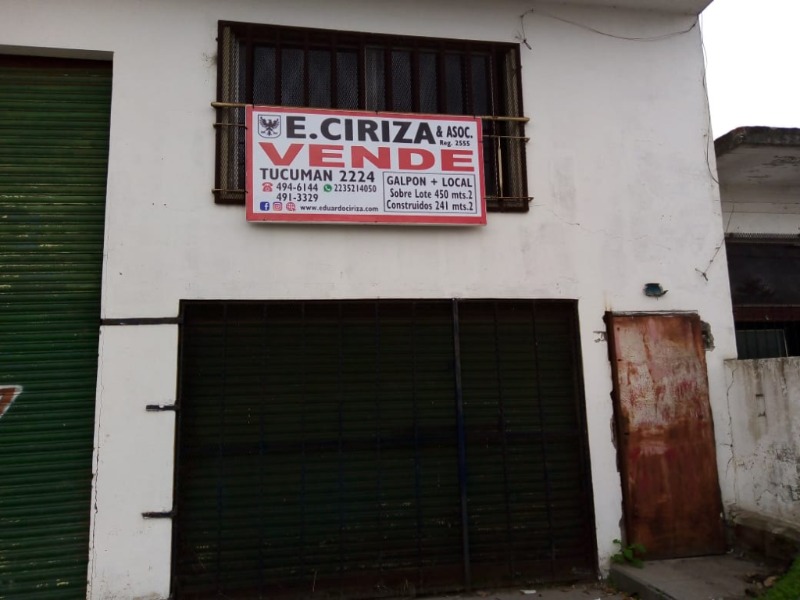 E. CIRIZA & ASOC.
Reg. 2555
VENDE
TUCUMAN 2224
494-6144 2235214050
491-3329
www.eduardociriza.com
GALPON + LOCAL
Sobre Lote 450 mts.2
Construidos 241 mts.2